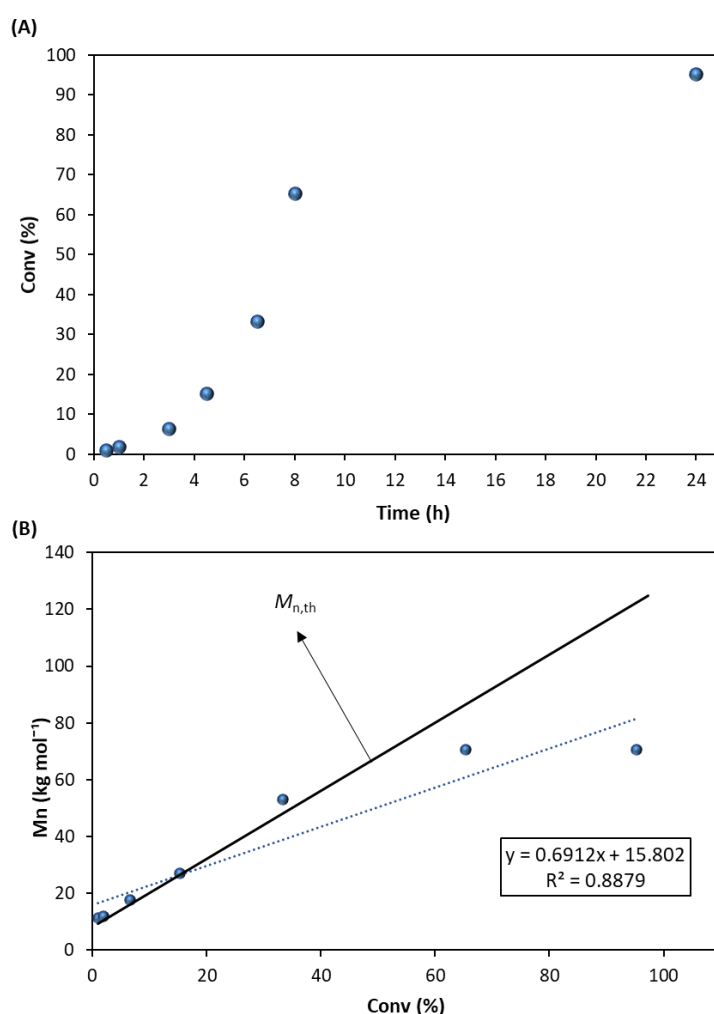 (A)
100
90
80
70
60
50
40
30
20
10
0
Conv (%)
0 2 4 6 8 10 12 14 16 18 20 22 24
Time (h)
(B)
140
120
100
80
60
40
20
0
Mn (kg mol⁻¹)
Mn,th
y = 0.6912x + 15.802
R² = 0.8879
0 20 40 60 80 100
Conv (%)